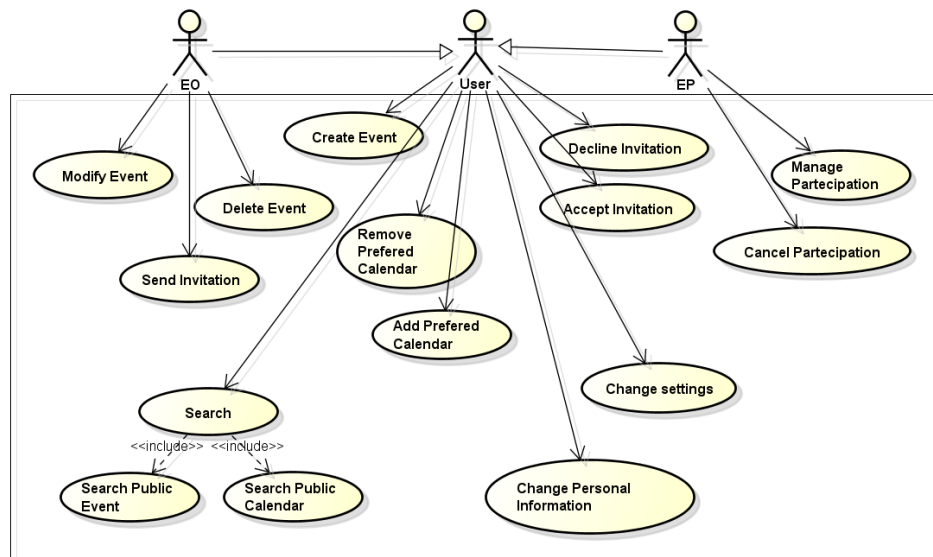 EO
User
EP
Create Event
Decline Invitation
Modify Event
Manage
Partecipation
Delete Event
Accept Invitation
Remove
Prefered
Calendar
Cancel Partecipation
Send Invitation
Add Prefered
Calendar
Change settings
Search
<<include>>
<<include>>
Search Public
Event
Search Public
Calendar
Change Personal
Information